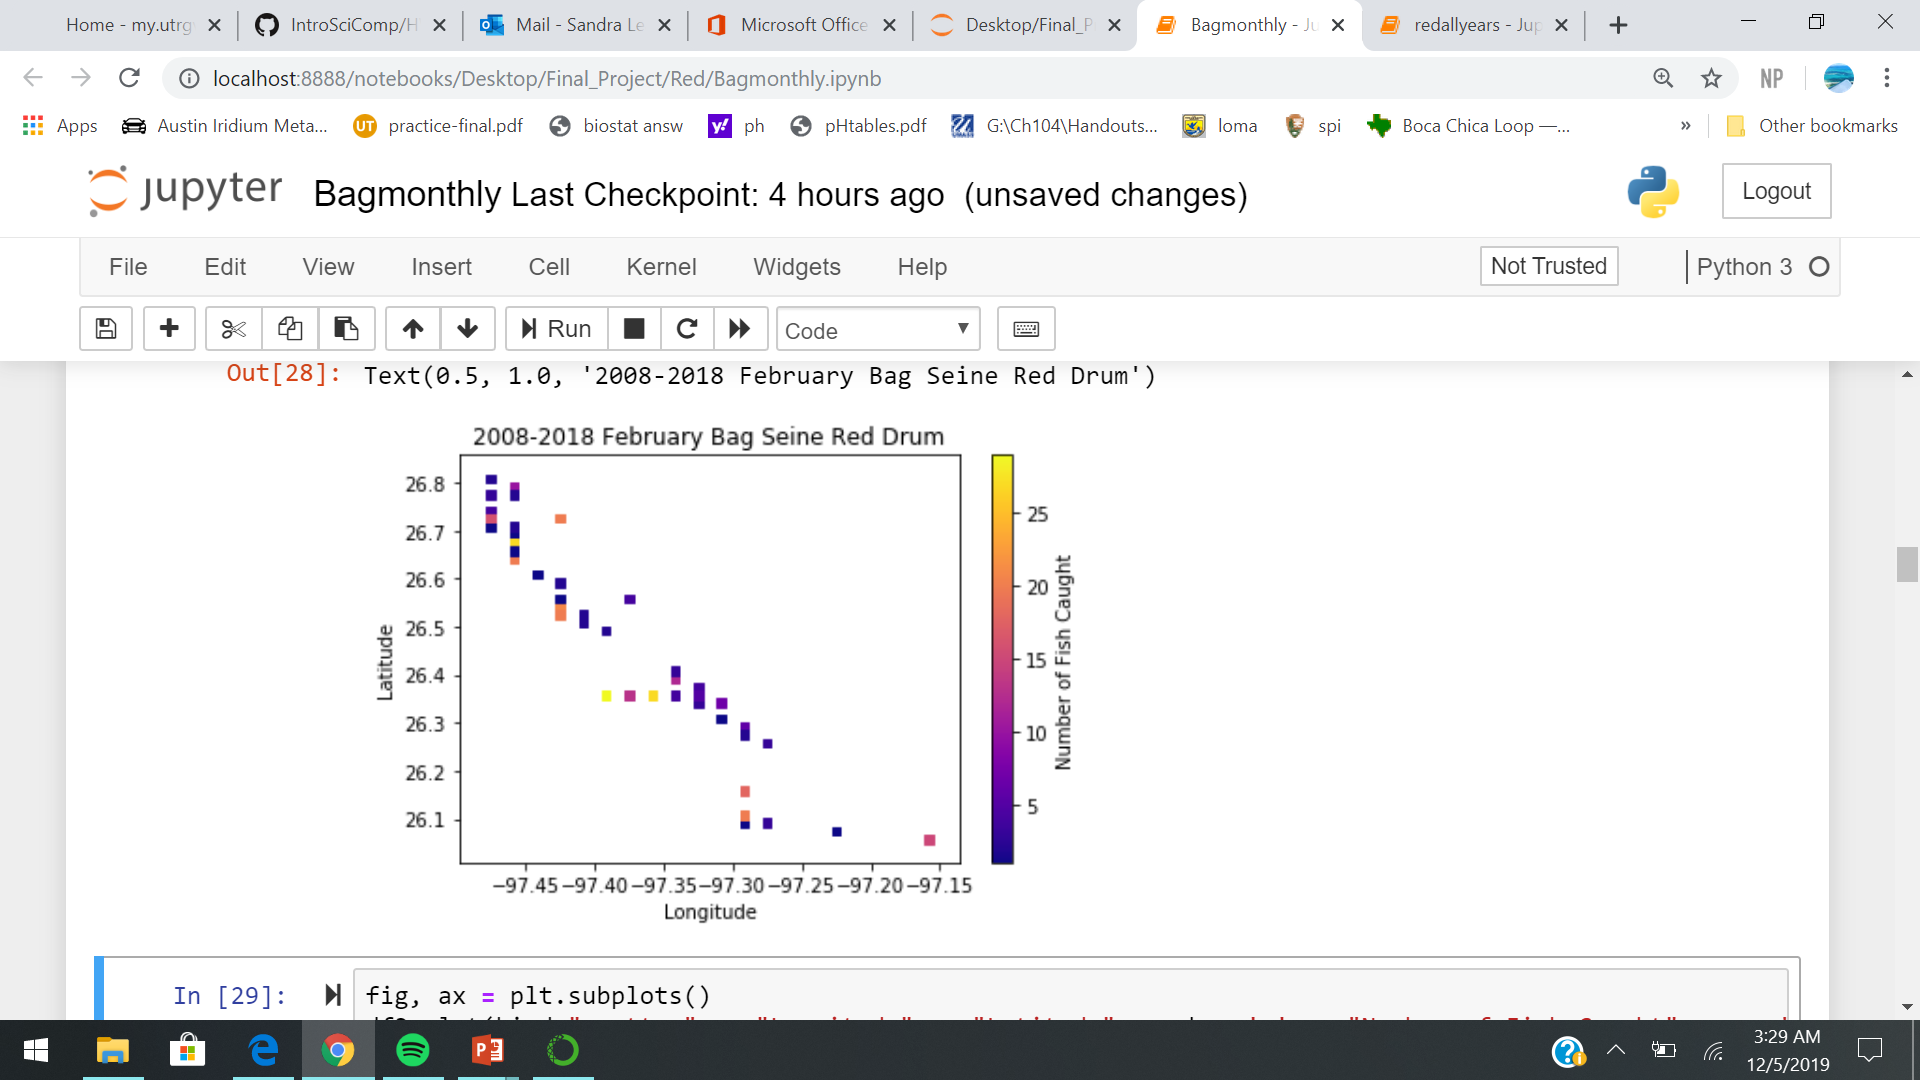 Home - my.utrg
IntroSciComp/H
Mail - Sandra Le
Microsoft Office
Desktop/Final_P
Bagmonthly - Ju
redallyears - Jup
localhost:8888/notebooks/Desktop/Final_Project/Red/Bagmonthly.ipynb
NP
Apps
Austin Iridium Meta...
UT
practice-final.pdf
biostat answ
y!
ph
pHtables.pdf
G:\Ch104\Handouts...
loma
spi
Boca Chica Loop —...
»
Other bookmarks
jupyter
Bagmonthly Last Checkpoint: 4 hours ago (unsaved changes)
Logout
File Edit View Insert Cell Kernel Widgets Help
Not Trusted
Python 3
Run
Code
Out[28]: Text(0.5, 1.0, '2008-2018 February Bag Seine Red Drum')
2008-2018 February Bag Seine Red Drum
26.8
26.7
26.6
26.5
26.4
26.3
26.2
26.1
Latitude
−97.45 −97.40 −97.35 −97.30 −97.25 −97.20 −97.15
Longitude
25
20
15
10
5
Number of Fish Caught
In [29]: fig, ax = plt.subplots()
3:29 AM
12/5/2019